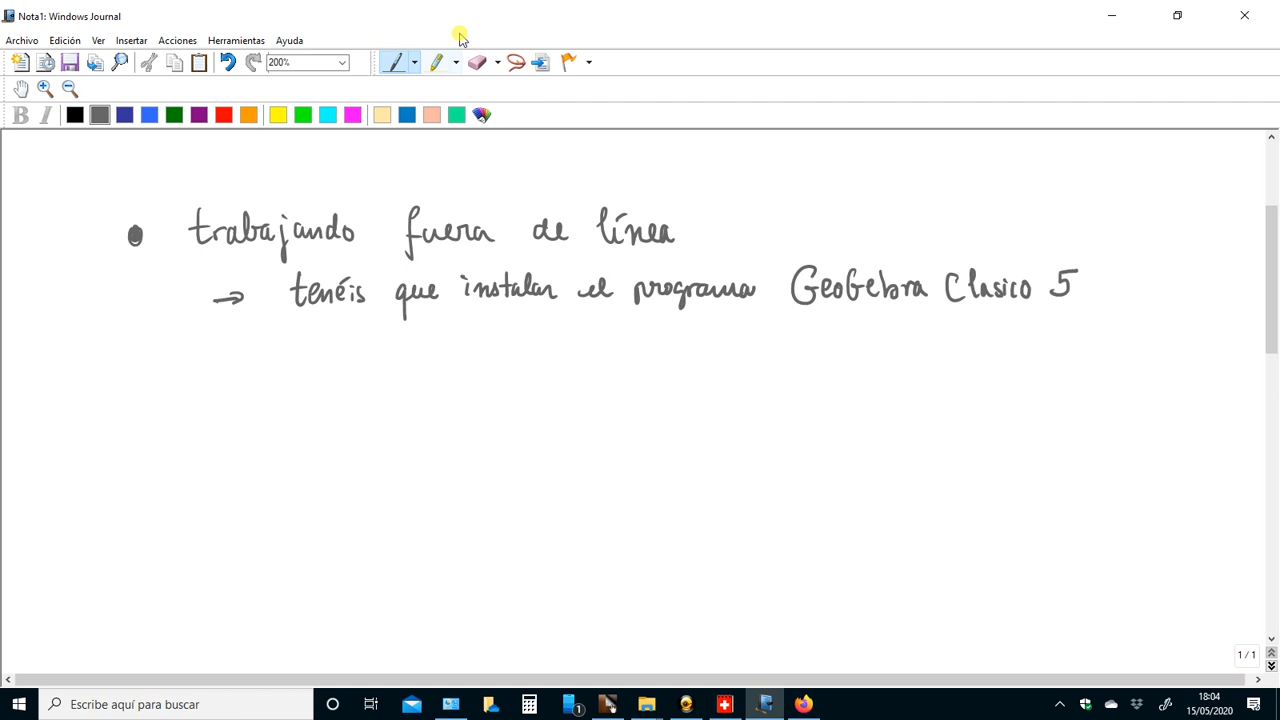 Nota1: Windows Journal
Archivo Edición Ver Insertar Acciones Herramientas Ayuda
200%
B I
• trabajando fuera de línea
→ tenéis que instalar el programa GeoGebra Clasico 5
1 / 1
Escribe aquí para buscar
1
18:04
15/05/2020